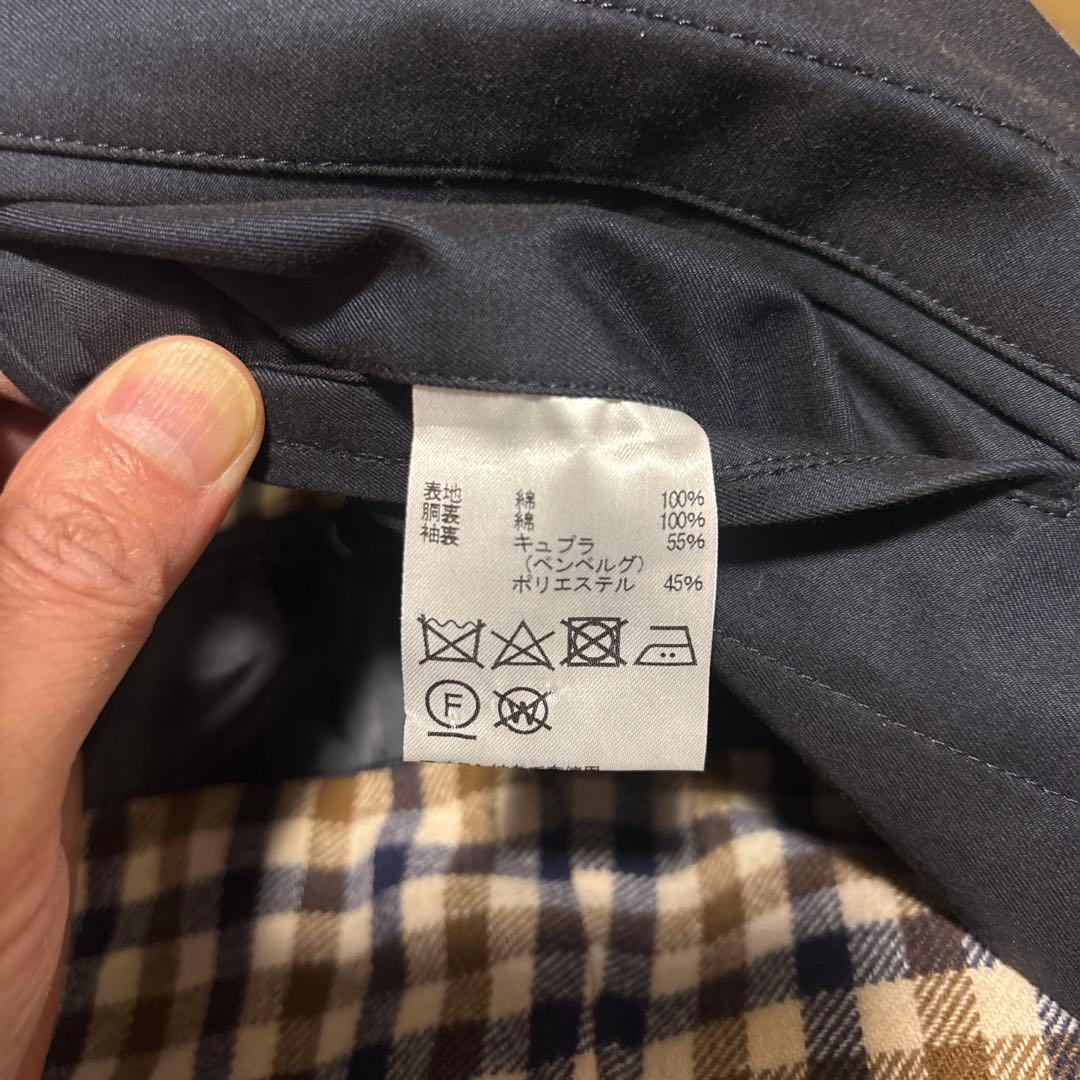 表地 綿 100%
胴裏 綿 100%
袖裏 キュプラ 55%
(ベンベルグ)
ポリエステル 45%
F
W